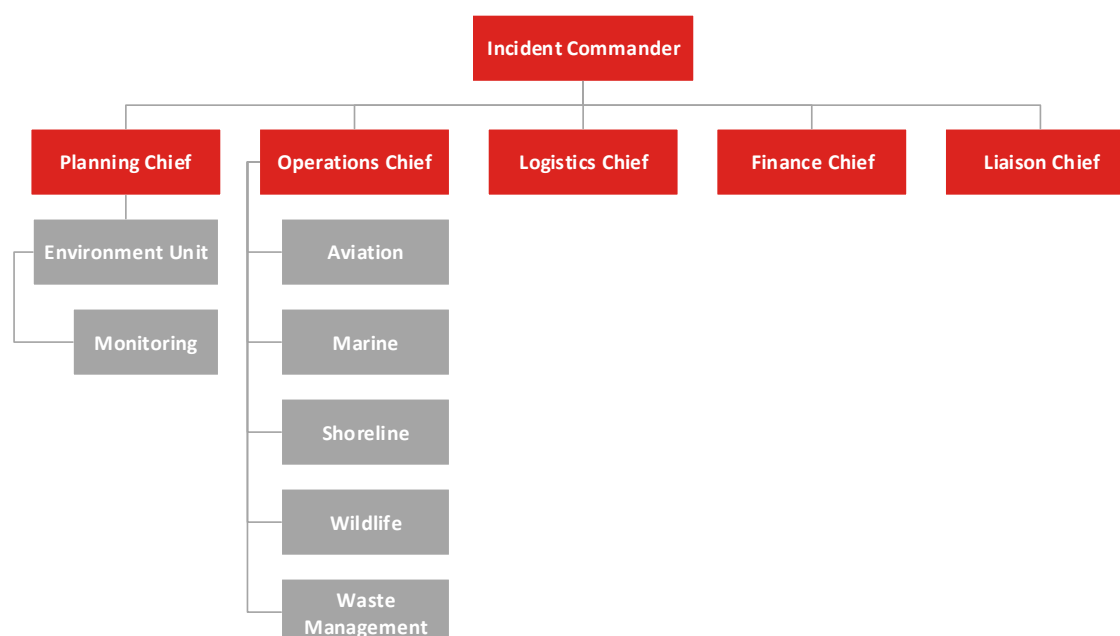 Incident Commander
Planning Chief
Operations Chief
Logistics Chief
Finance Chief
Liaison Chief
Environment Unit
Aviation
Monitoring
Marine
Shoreline
Wildlife
Waste
Management